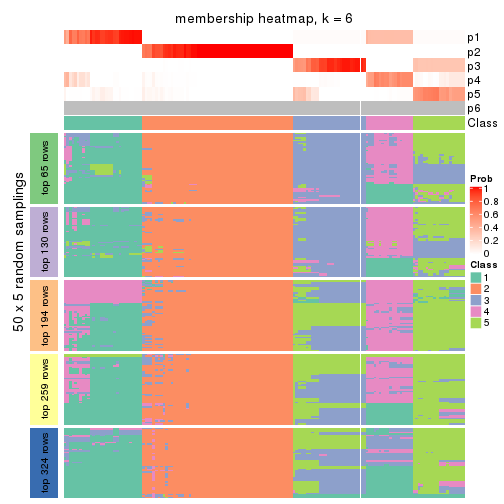 membership heatmap, k = 6
p1
p2
p3
p4
p5
p6
Class
50 x 5 random samplings
top 65 rows
top 130 rows
top 194 rows
top 259 rows
top 324 rows
Prob
1
0.8
0.6
0.4
0.2
0
Class
1
2
3
4
5